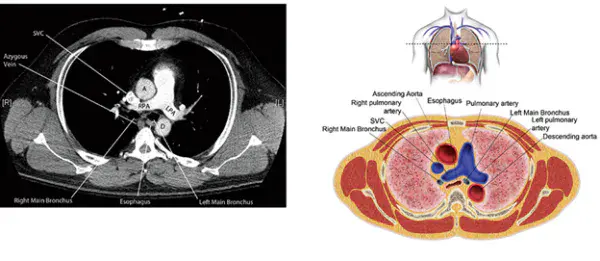 SVC
Azygous
Vein
[R]
A
RPA
LPA
D
[L]
Right Main Bronchus
Esophagus
Left Main Bronchus
Ascending Aorta
Right pulmonary
artery
SVC
Right Main Bronchus
Esophagus
Pulmonary artery
Left Main Bronchus
Left pulmonary
artery
Descending aorta